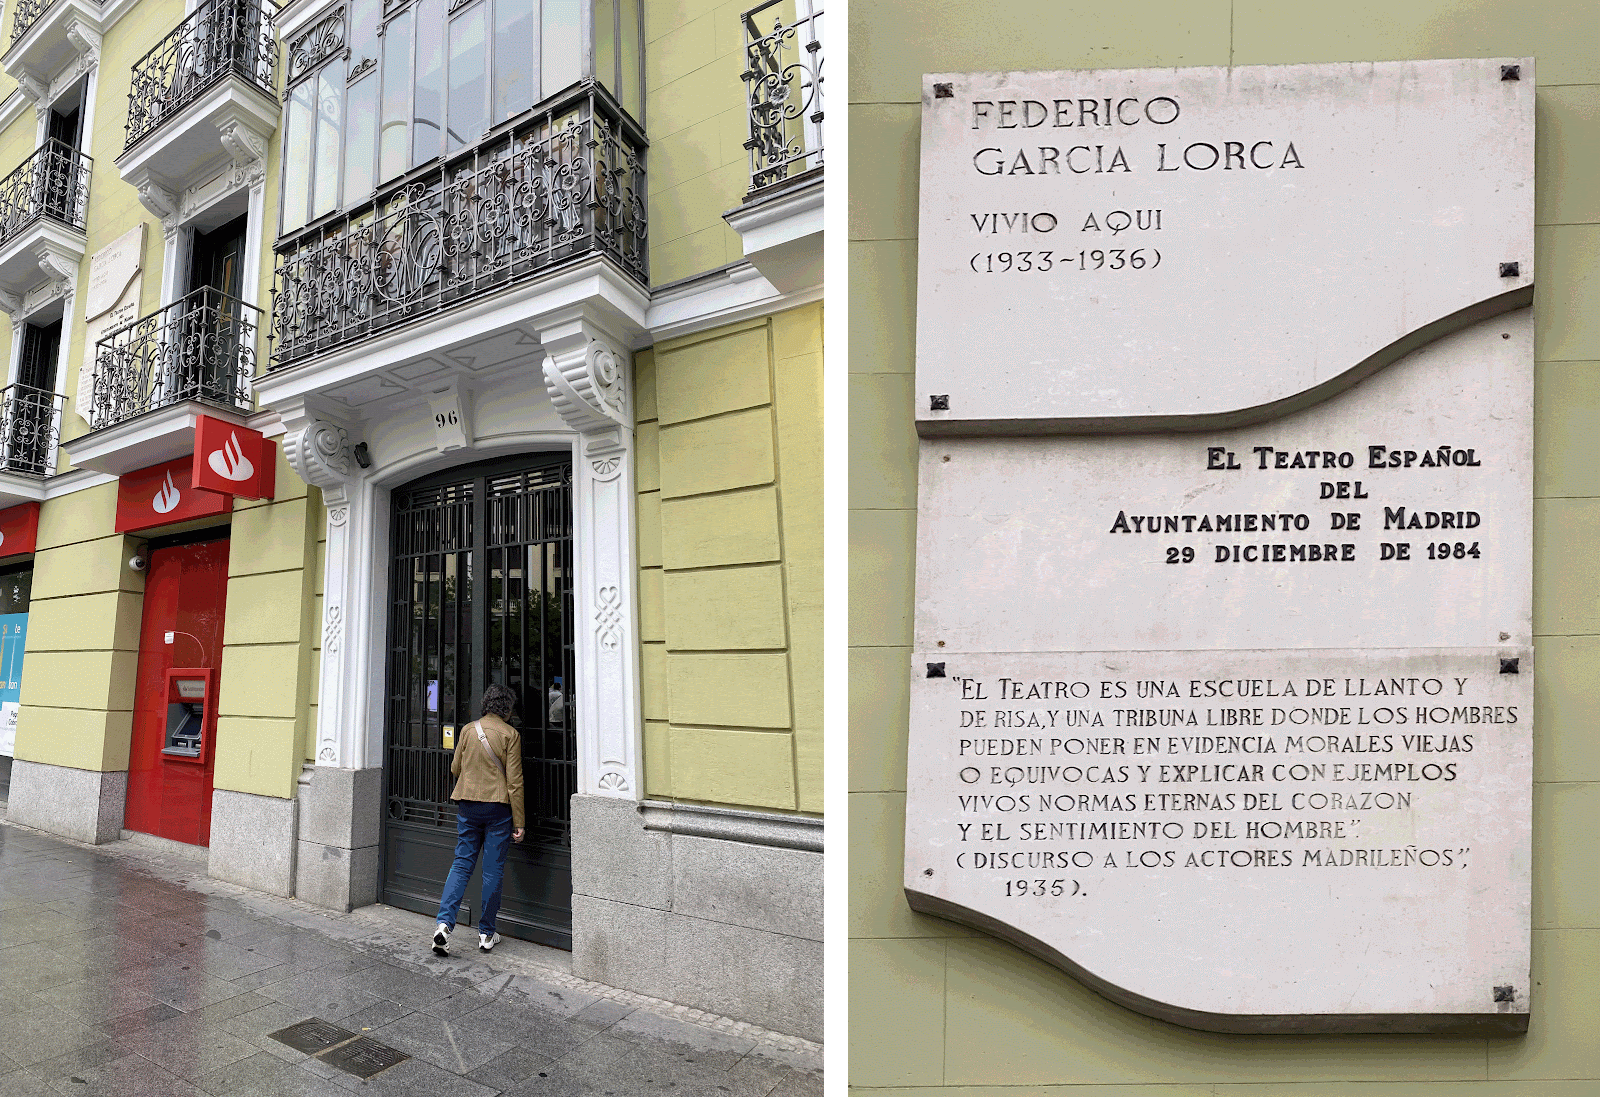 96
FEDERICO
GARCIA LORCA
VIVIO AQUI
(1933-1936)
EL TEATRO ESPAÑOL
DEL
AYUNTAMIENTO DE MADRID
29 DICIEMBRE DE 1984
"EL TEATRO ES UNA ESCUELA DE LLANTO Y
DE RISA, Y UNA TRIBUNA LIBRE DONDE LOS HOMBRES
PUEDEN PONER EN EVIDENCIA MORALES VIEJAS
O EQUIVOCAS Y EXPLICAR CON EJEMPLOS
VIVOS NORMAS ETERNAS DEL CORAZON
Y EL SENTIMIENTO DEL HOMBRE".
(DISCURSO A LOS ACTORES MADRILEÑOS",
1935).